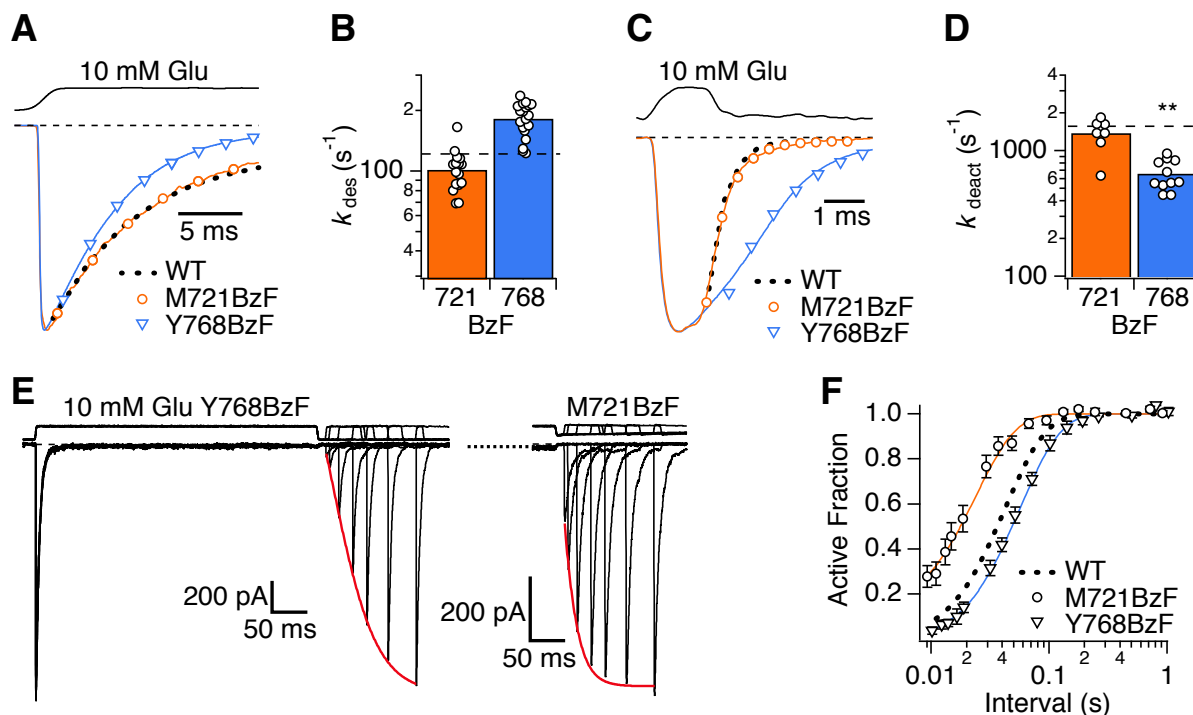 A
10 mM Glu
5 ms
WT
M721BzF
Y768BzF
B
k des (s-1)
2
100
8
6
4
721 768
BzF
C
10 mM Glu
1 ms
WT
M721BzF
Y768BzF
D
k deact (s-1)
4
2
1000
4
2
100
**
721 768
BzF
E
10 mM Glu Y768BzF
200 pA
50 ms
M721BzF
200 pA
50 ms
F
Active Fraction
1.0
0.8
0.6
0.4
0.2
WT
M721BzF
Y768BzF
0.01 2 4 0.1 2 4 1
Interval (s)